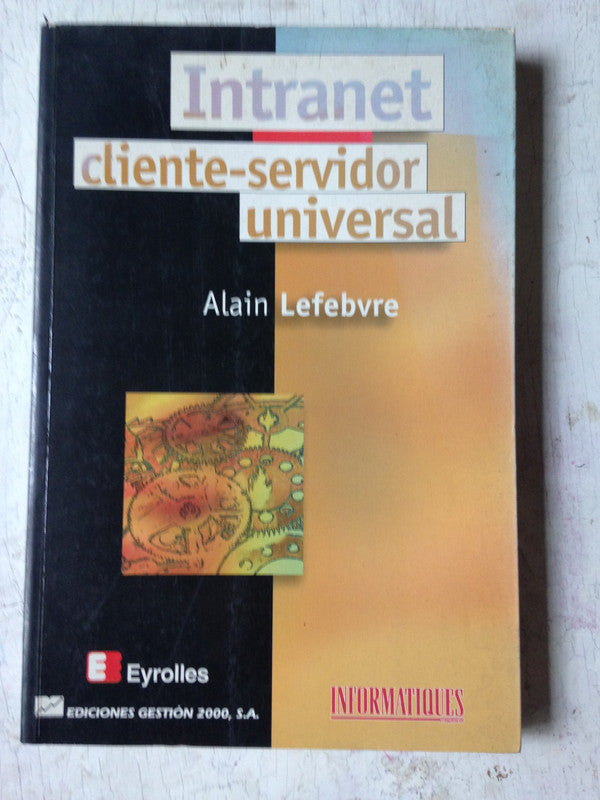 Intranet
cliente-servidor
universal
Alain Lefebvre
Eyrolles
EDICIONES GESTIÓN 2000, S.A.
INFORMATIQUES